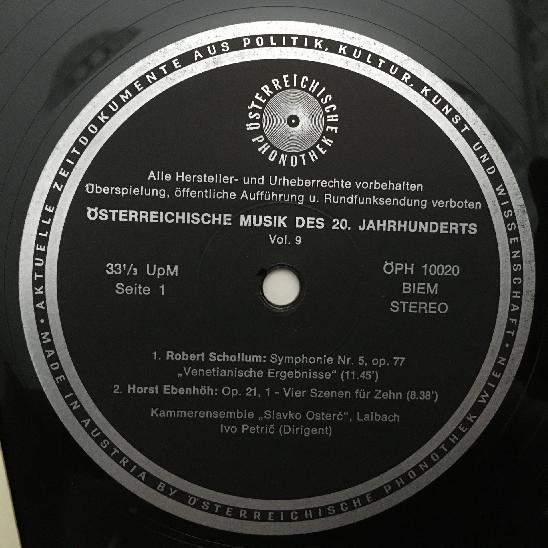 AKTUELLE ZEITDOKUMENTE AUS POLITIK, KULTUR, KUNST UND WISSENSCHAFT •
ÖSTERREICHISCHE
PHONOTHEK
Alle Hersteller- und Urheberrechte vorbehalten
Überspielung, öffentliche Aufführung u. Rundfunksendung verboten
ÖSTERREICHISCHE MUSIK DES 20. JAHRHUNDERTS
Vol. 9
33¹/₃ UpM
Seite 1
ÖPH 10020
BIEM
STEREO
1. Robert Schollum: Symphonie Nr. 5, op. 77
„Venetianische Ergebnisse" (11.45')
2. Horst Ebenhöh: Op. 21, 1 - Vier Szenen für Zehn (8.38')
Kammerensemble „Slavko Osterč", Laibach
Ivo Petrič (Dirigent)
MADE IN AUSTRIA BY ÖSTERREICHISCHE PHONOTHEK WIEN •